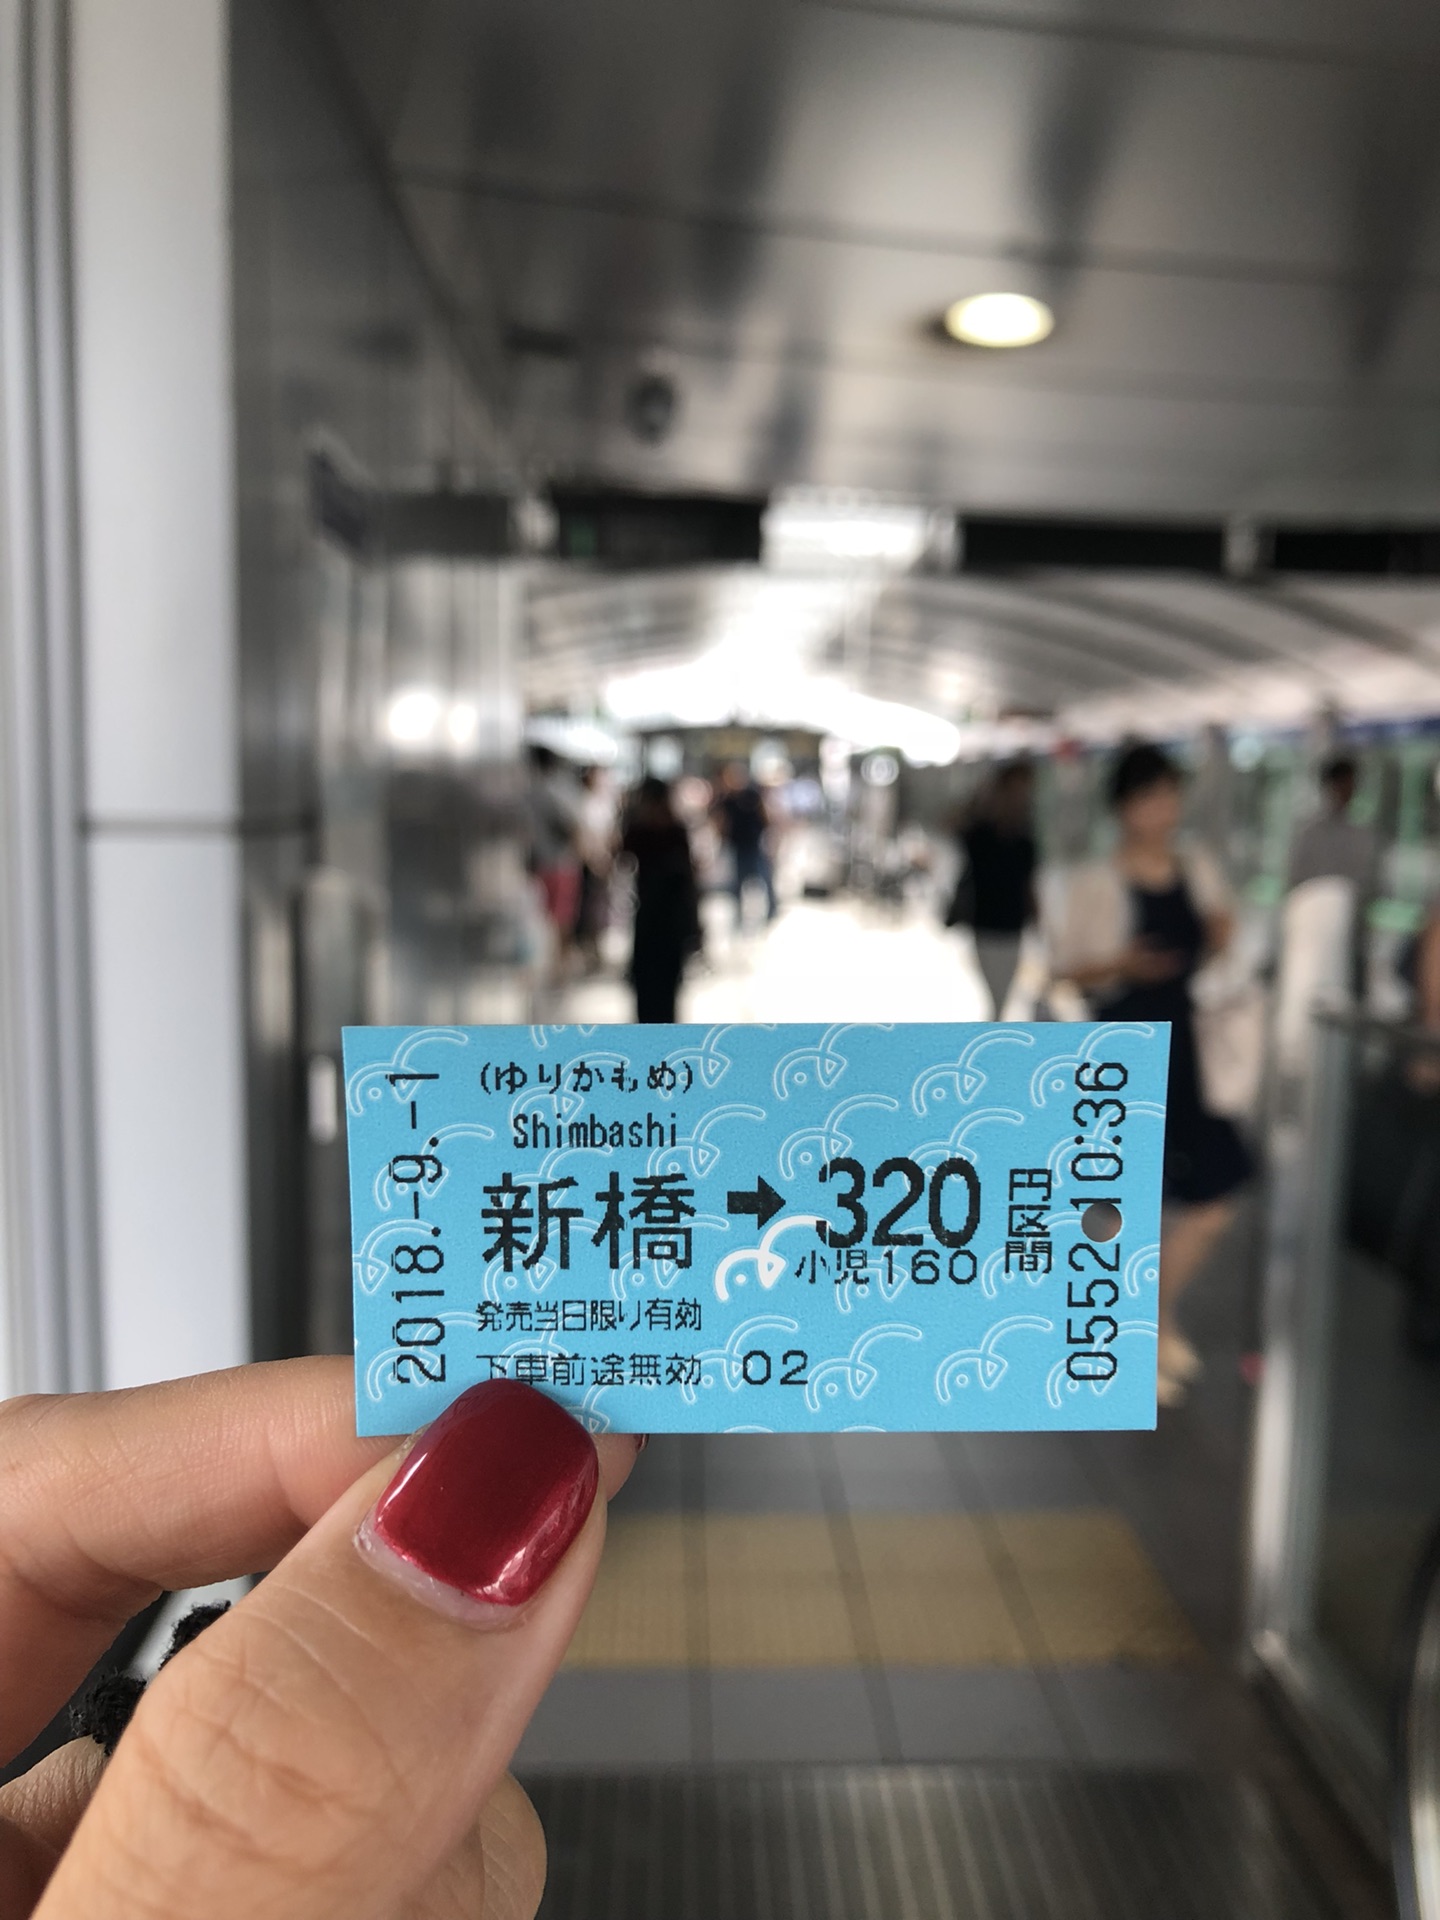 2018.-9.-1
(ゆりかもめ)
Shimbashi
新橋➡320円区間
小児160
発売当日限り有効
下車前途無効 02
0552 10:36